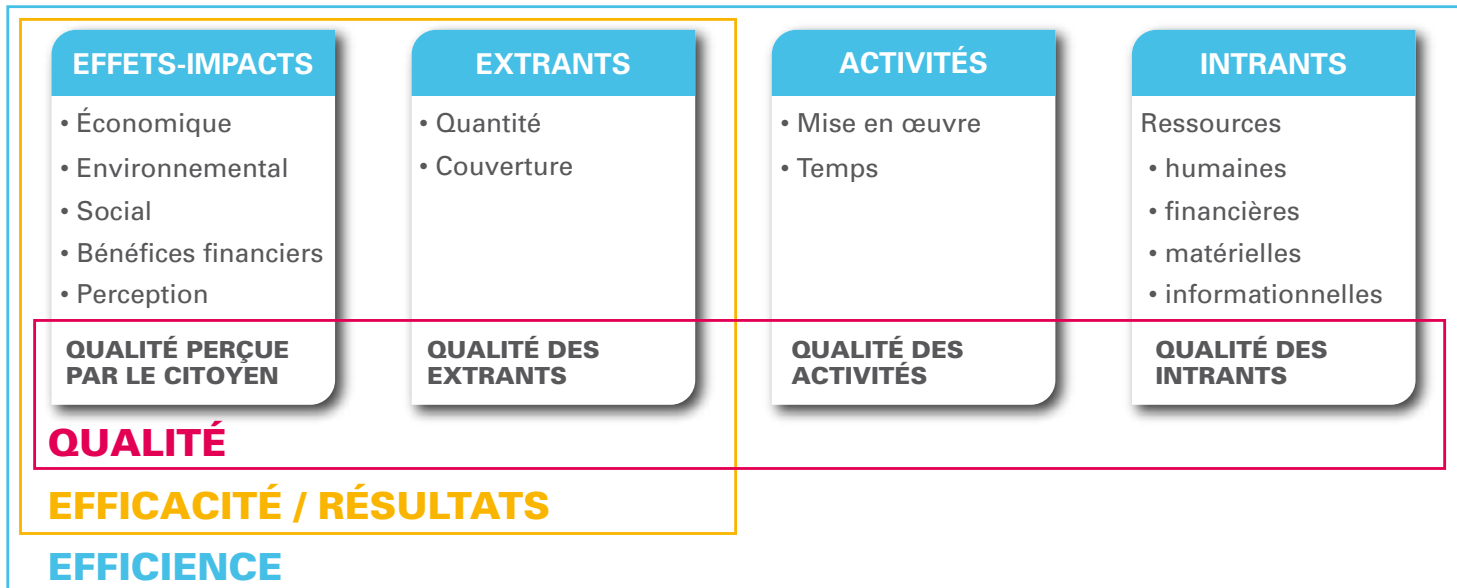 EFFETS-IMPACTS
• Économique
• Environnemental
• Social
• Bénéfices financiers
• Perception
QUALITÉ PERÇUE
PAR LE CITOYEN
EXTRANTS
• Quantité
• Couverture
QUALITÉ DES
EXTRANTS
ACTIVITÉS
• Mise en œuvre
• Temps
QUALITÉ DES
ACTIVITÉS
INTRANTS
Ressources
• humaines
• financières
• matérielles
• informationnelles
QUALITÉ DES
INTRANTS
QUALITÉ
EFFICACITÉ / RÉSULTATS
EFFICIENCE